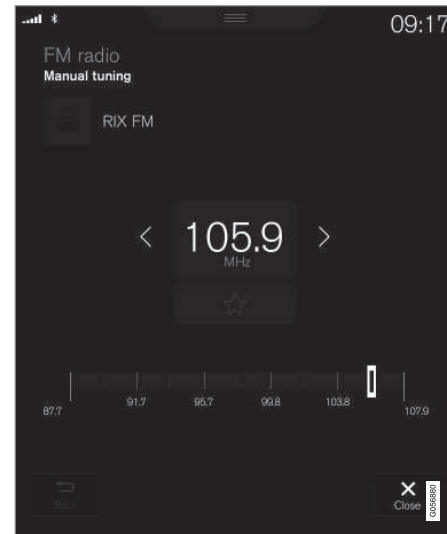 09:17
FM radio
Manual tuning
RIX FM
105.9
MHz
87.7
91.7
95.7
99.8
103.8
107.9
Back
Close
G056880